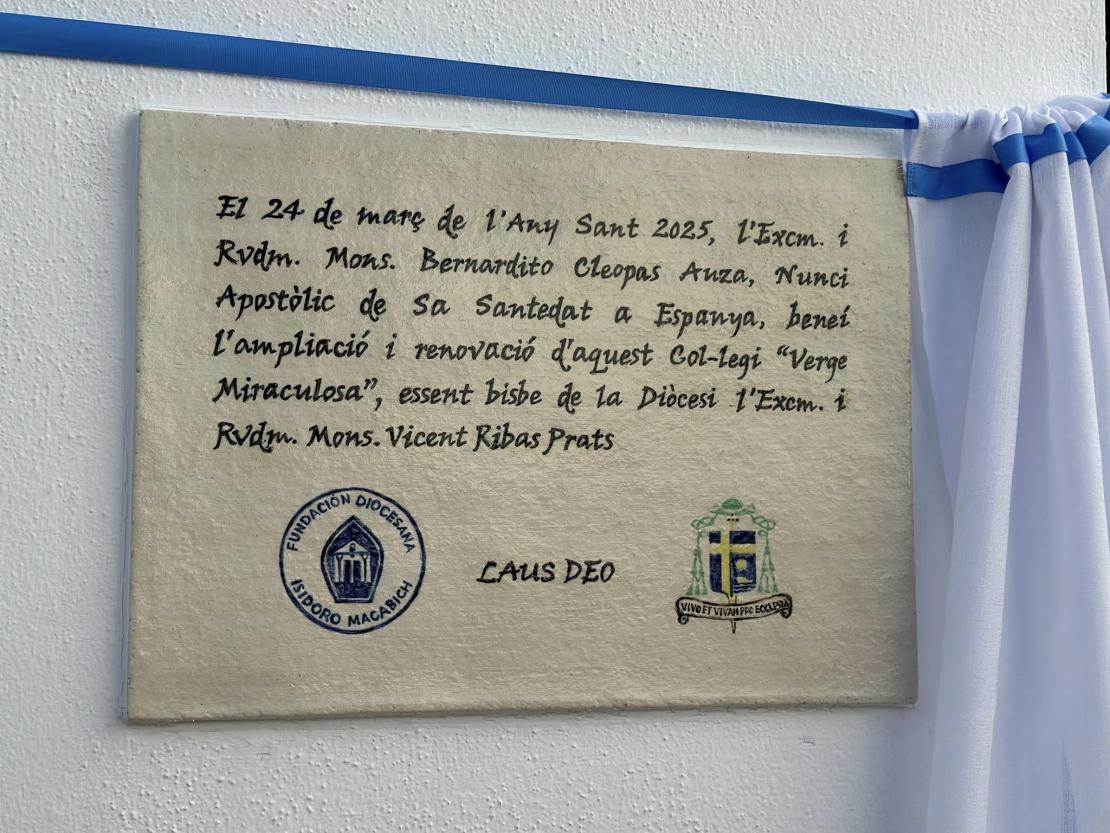 El 24 de març de l'Any Sant 2025, l'Excm. i
Rvdm. Mons. Bernardito Cleopas Auza, Nunci
Apostòlic de Sa Santedat a Espanya, beneí
l'ampliació i renovació d'aquest Col-legi "Verge
Miraculosa", essent bisbe de la Diòcesi l'Excm. i
Rvdm. Mons. Vicent Ribas Prats
FUNDACIÓN DIOCESANA
ISIDORO MACABICH
LAUS DEO
VIVO ET VIVAM PRO ECCLESIA